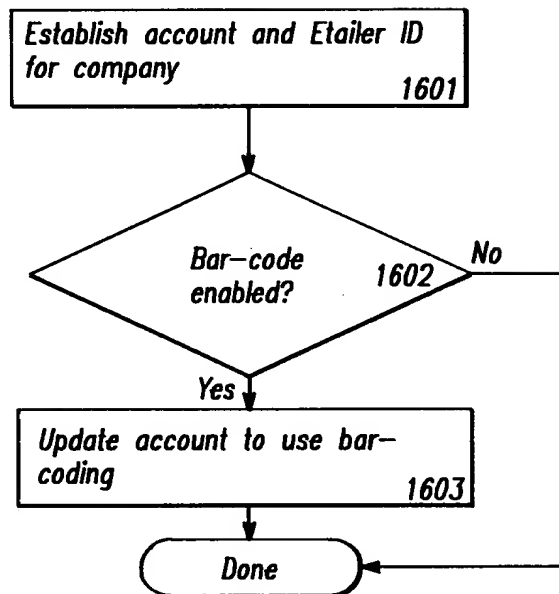 Establish account and Etailer ID
for company
1601
Bar-code
enabled?
1602
No
Yes
Update account to use bar-
coding
1603
Done